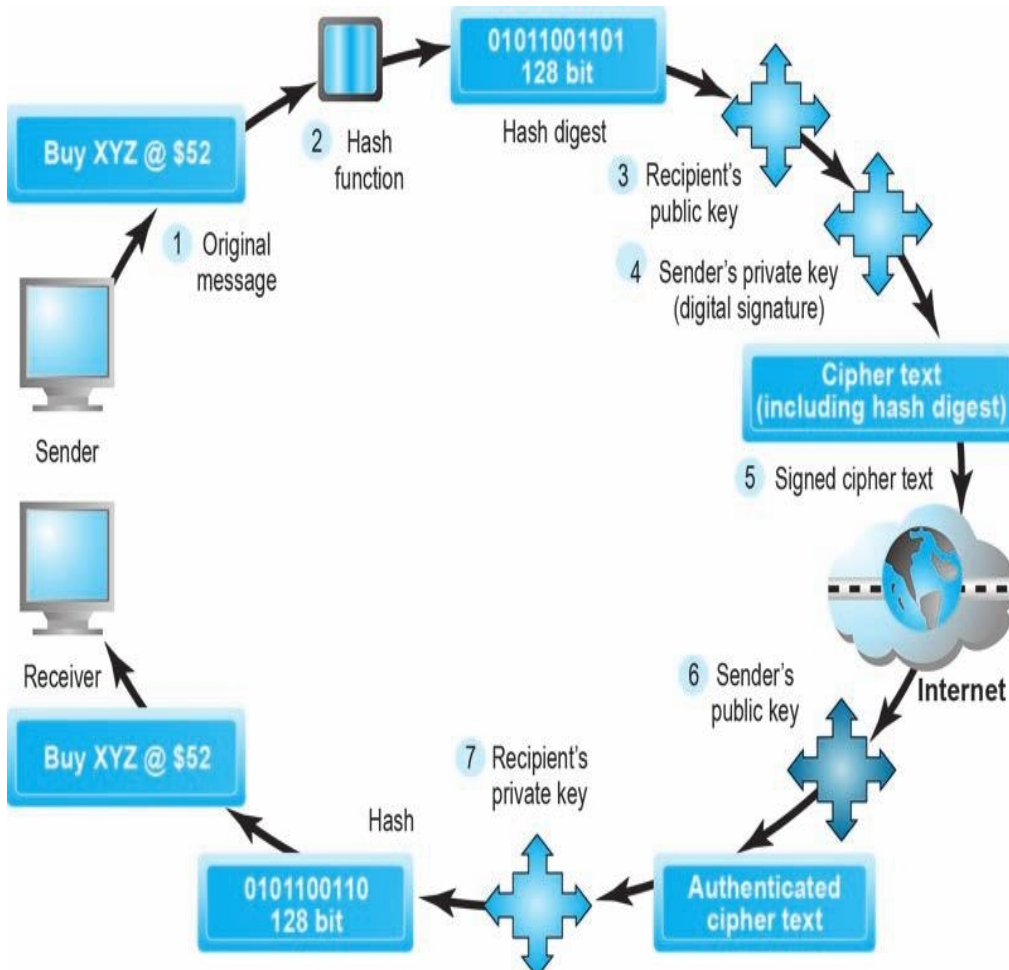 Buy XYZ @ $52
1 Original
message
Sender
2 Hash
function
01011001101
128 bit
Hash digest
3 Recipient's
public key
4 Sender's private key
(digital signature)
Cipher text
(including hash digest)
5 Signed cipher text
Internet
6 Sender's
public key
Authenticated
cipher text
7 Recipient's
private key
Hash
0101100110
128 bit
Buy XYZ @ $52
Receiver